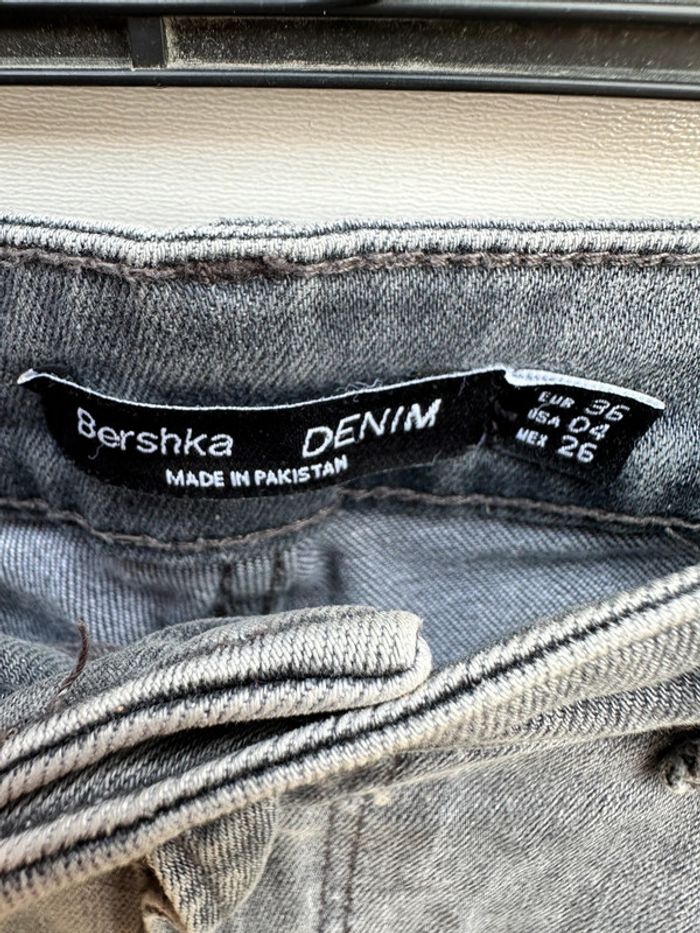 Bershka DENIM
MADE IN PAKISTAN
EUR 36
USA 04
MEX 26